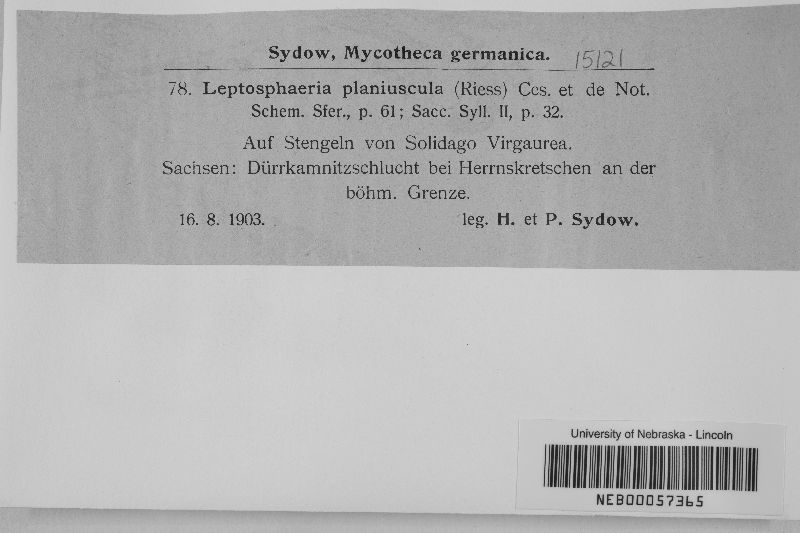 Sydow, Mycotheca germanica. 15121
78. Leptosphaeria planiuscula (Riess) Ces. et de Not.
Schem. Sfer., p. 61; Sacc. Syll. II, p. 32.
Auf Stengeln von Solidago Virgaurea.
Sachsen: Dürrkamnitzschlucht bei Herrnskretschen an der
böhm. Grenze.
16. 8. 1903. leg. H. et P. Sydow.
University of Nebraska - Lincoln
NEB00057365